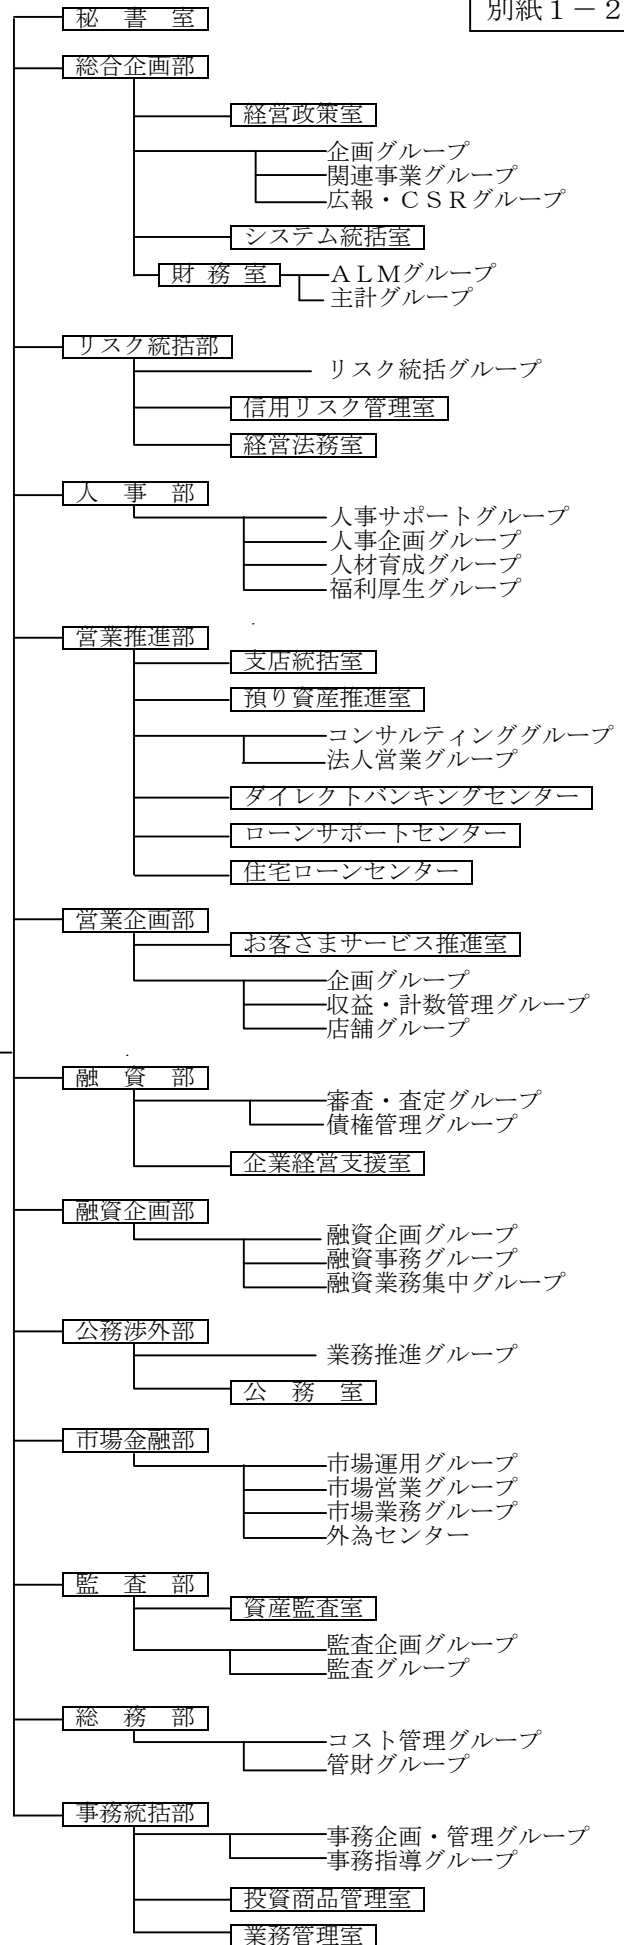 別紙１－２
秘　書　室
総合企画部
経営政策室
企画グループ
関連事業グループ
広報・ＣＳＲグループ
システム統括室
財 務 室
ＡＬＭグループ
主計グループ
リスク統括部
リスク統括グループ
信用リスク管理室
経営法務室
人　事　部
人事サポートグループ
人事企画グループ
人材育成グループ
福利厚生グループ
営業推進部
支店統括室
預り資産推進室
コンサルティンググループ
法人営業グループ
ダイレクトバンキングセンター
ローンサポートセンター
住宅ローンセンター
営業企画部
お客さまサービス推進室
企画グループ
収益・計数管理グループ
店舗グループ
融　資　部
審査・査定グループ
債権管理グループ
企業経営支援室
融資企画部
融資企画グループ
融資事務グループ
融資業務集中グループ
公務渉外部
業務推進グループ
公　務　室
市場金融部
市場運用グループ
市場営業グループ
市場業務グループ
外為センター
監　査　部
資産監査室
監査企画グループ
監査グループ
総　務　部
コスト管理グループ
管財グループ
事務統括部
事務企画・管理グループ
事務指導グループ
投資商品管理室
業務管理室